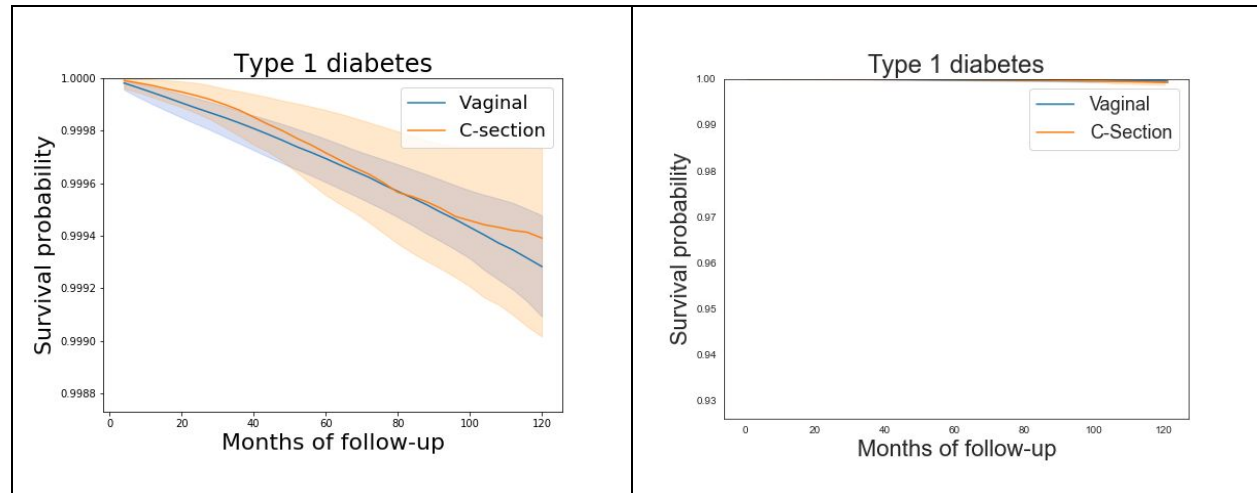 Type 1 diabetes
1.0000
0.9998
0.9996
0.9994
0.9992
0.9990
0.9988
Survival probability
Vaginal
C-section
0
20
40
60
80
100
120
Months of follow-up
Type 1 diabetes
1.00
0.99
0.98
0.97
0.96
0.95
0.94
0.93
Survival probability
Vaginal
C-Section
0
20
40
60
80
100
120
Months of follow-up